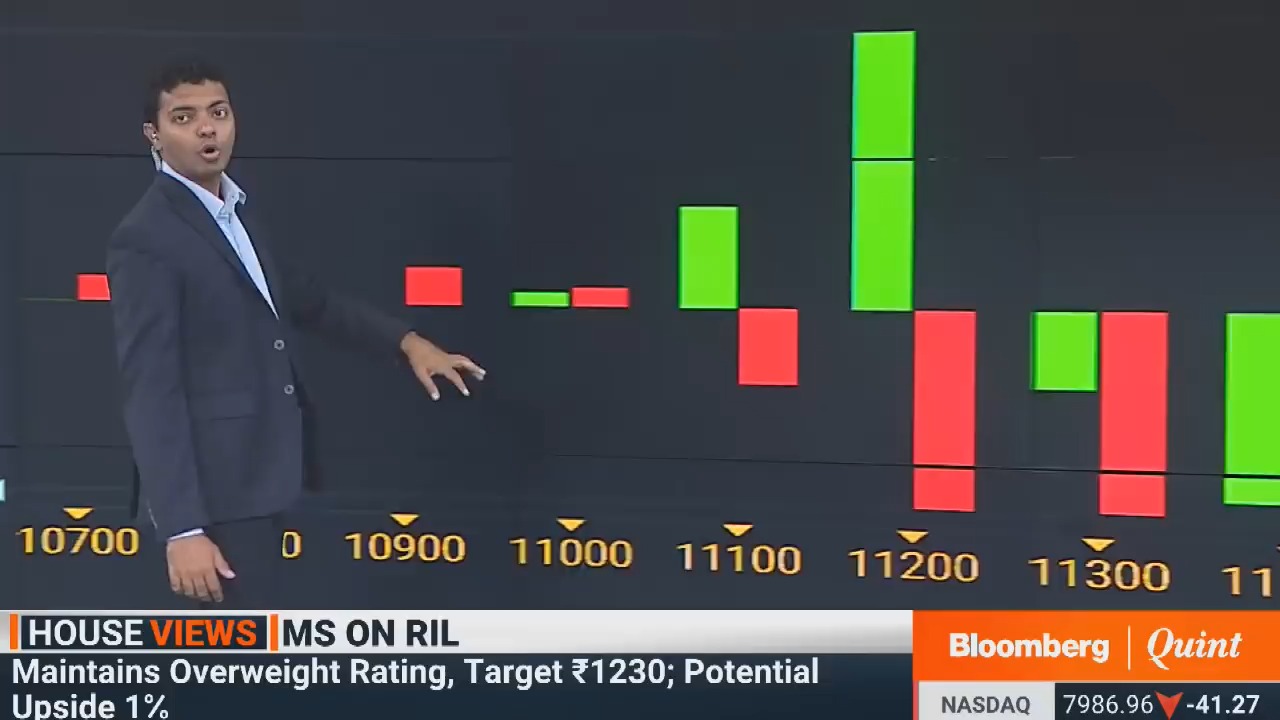 10700
0
10900
11000
11100
11200
11300
11
HOUSE VIEWS MS ON RIL
Maintains Overweight Rating, Target ₹1230; Potential
Upside 1%
Bloomberg | Quint
NASDAQ 7986.96 -41.27